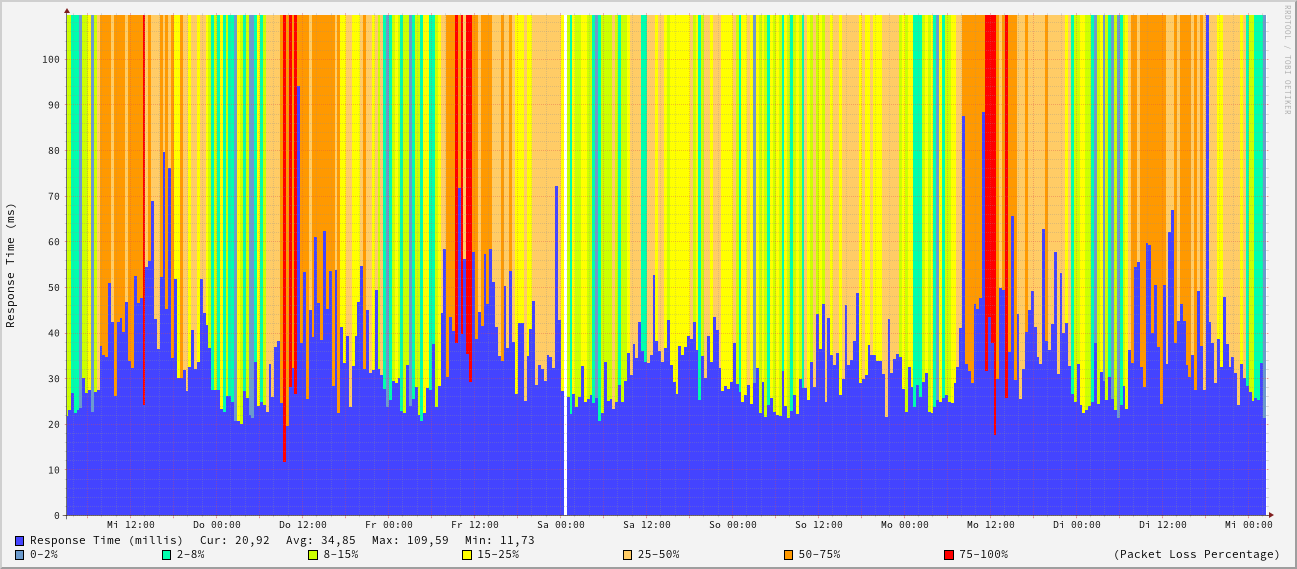 RRDTOOL / TOBI OETIKER
Response Time (ms)
100
90
80
70
60
50
40
30
20
10
0
Mi 12:00 Do 00:00 Do 12:00 Fr 00:00 Fr 12:00 Sa 00:00 Sa 12:00 So 00:00 So 12:00 Mo 00:00 Mo 12:00 Di 00:00 Di 12:00 Mi 00:00
Response Time (millis) Cur: 20,92 Avg: 34,85 Max: 109,59 Min: 11,73
0-2% 2-8% 8-15% 15-25% 25-50% 50-75% 75-100% (Packet Loss Percentage)